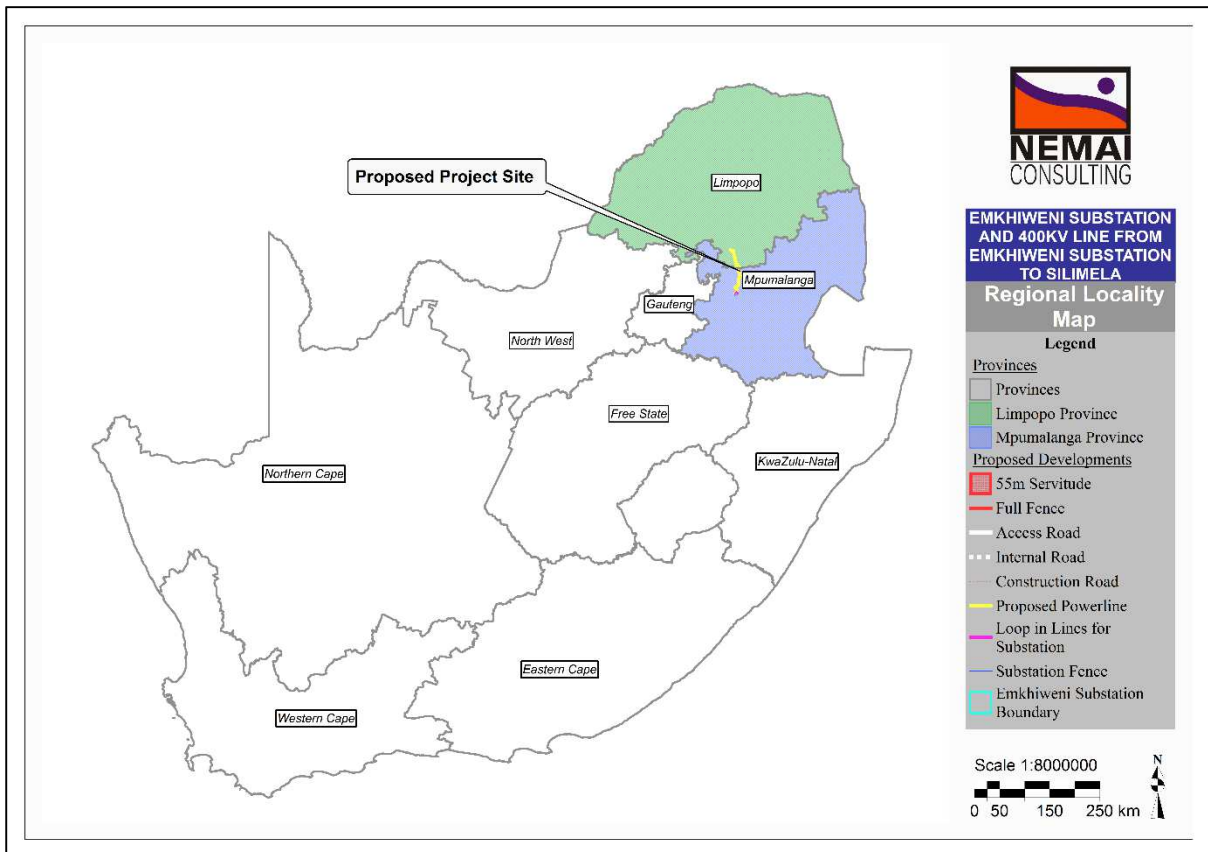 Proposed Project Site
Limpopo
Mpumalanga
Gauteng
North West
Free State
KwaZulu-Natal
Northern Cape
Eastern Cape
Western Cape
NEMAI
CONSULTING
EMKHIWENI SUBSTATION
AND 400KV LINE FROM
EMKHIWENI SUBSTATION
TO SILIMELA
Regional Locality
Map
Legend
Provinces
Provinces
Limpopo Province
Mpumalanga Province
Proposed Developments
55m Servitude
Full Fence
Access Road
Internal Road
Construction Road
Proposed Powerline
Loop in Lines for
Substation
Substation Fence
Emkhiweni Substation
Boundary
Scale 1:8000000
N
0 50 150 250 km